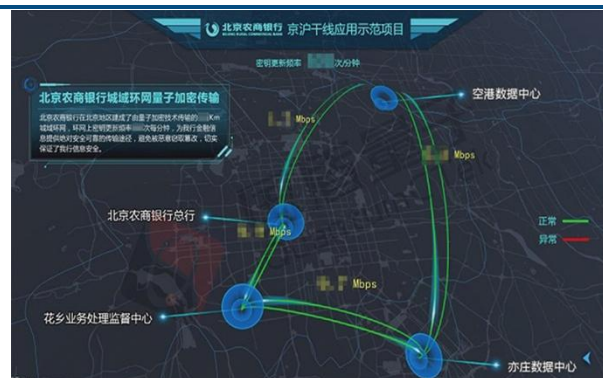 北京农商银行 京沪干线应用示范项目
BEIJING RURAL COMMERCIAL BANK
密钥更新频率 次/分钟
北京农商银行城域环网量子加密传输
北京农商银行在北京地区建成了由量子加密技术传输的 Km
城域环网，环网上密钥更新频率 次每分钟，为我行金融信
息提供绝对安全可靠的传输途径，避免被恶意窃取篡改，切实
保证了我行信息安全。
空港数据中心
Mbps
Mbps
北京农商银行总行
Mbps
正常
异常
Mbps
花乡业务处理监督中心
亦庄数据中心